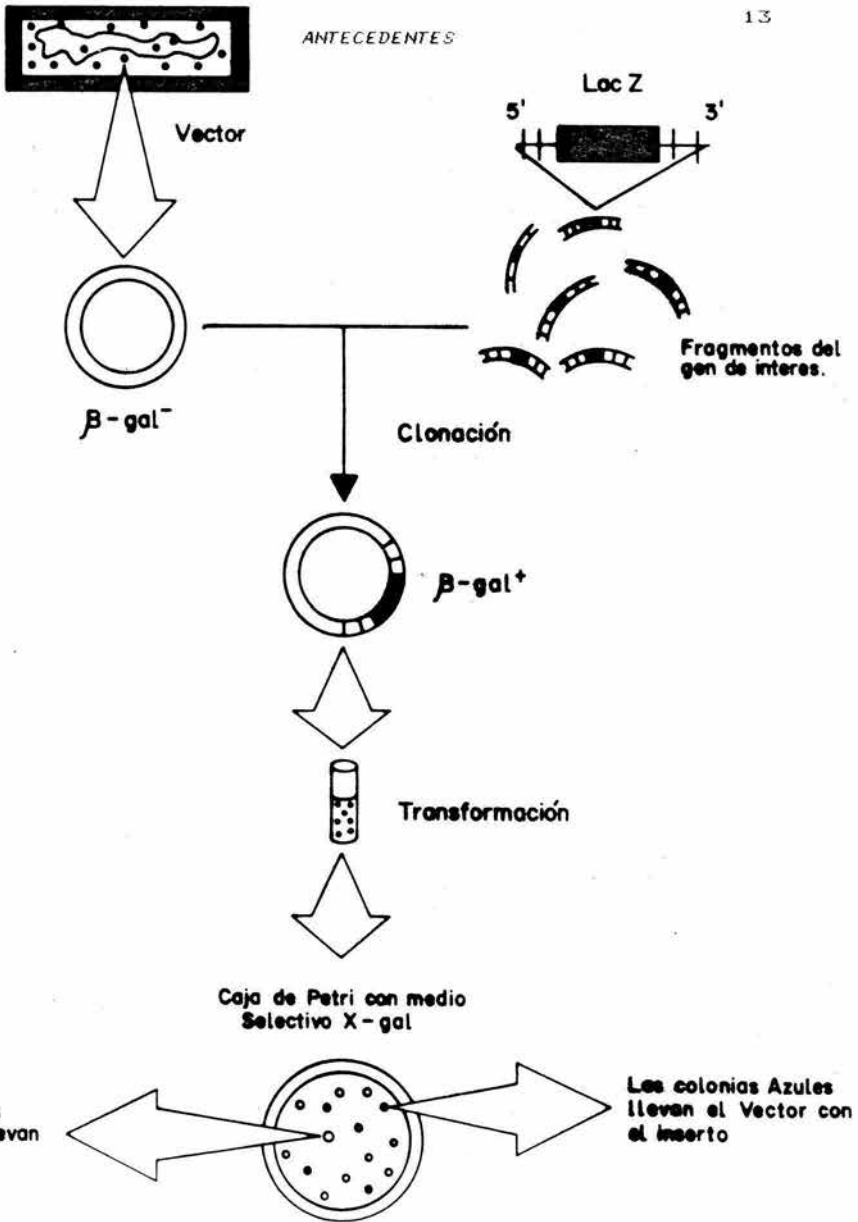 ANTECEDENTES
13
Vector
Lac Z
5' 3'
Fragmentos del
gen de interes.
β-gal⁻
Clonación
β-gal⁺
Transformación
Caja de Petri con medio
Selectivo X-gal
Las colonias Azules
llevan el Vector con
el inserto
evan